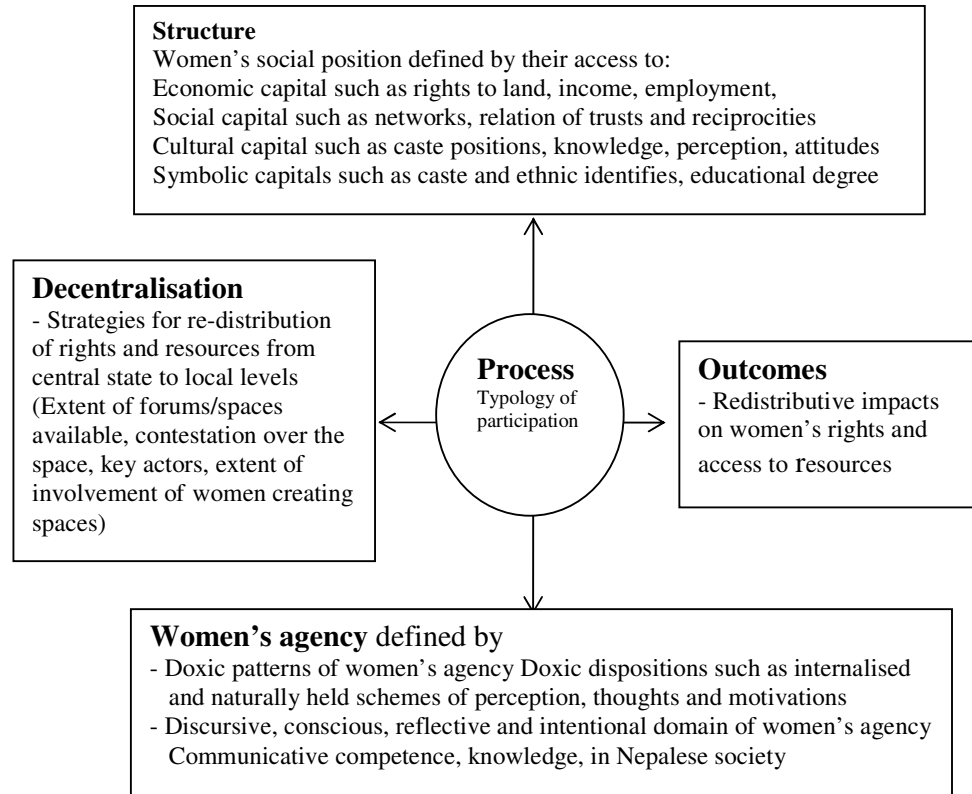 Structure
Women's social position defined by their access to:
Economic capital such as rights to land, income, employment,
Social capital such as networks, relation of trusts and reciprocities
Cultural capital such as caste positions, knowledge, perception, attitudes
Symbolic capitals such as caste and ethnic identifies, educational degree
Decentralisation
- Strategies for re-distribution
of rights and resources from
central state to local levels
(Extent of forums/spaces
available, contestation over the
space, key actors, extent of
involvement of women creating
spaces)
Process
Typology of
participation
Outcomes
- Redistributive impacts
on women's rights and
access to resources
Women's agency defined by
- Doxic patterns of women's agency Doxic dispositions such as internalised
and naturally held schemes of perception, thoughts and motivations
- Discursive, conscious, reflective and intentional domain of women's agency
Communicative competence, knowledge, in Nepalese society